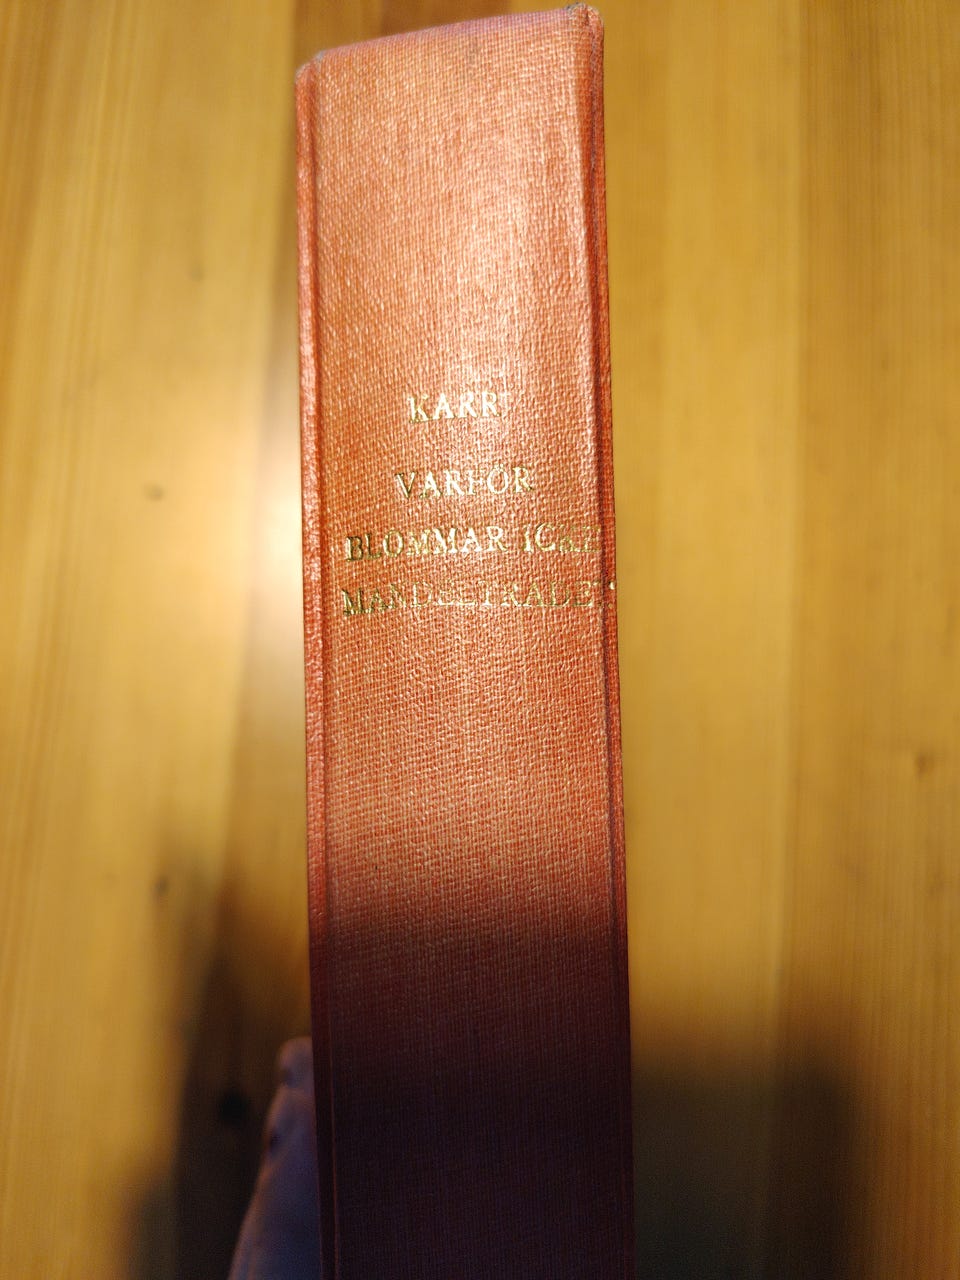 KARR
VARFÖR
BLOMMAR ICKE
MANDELTRÄDET?